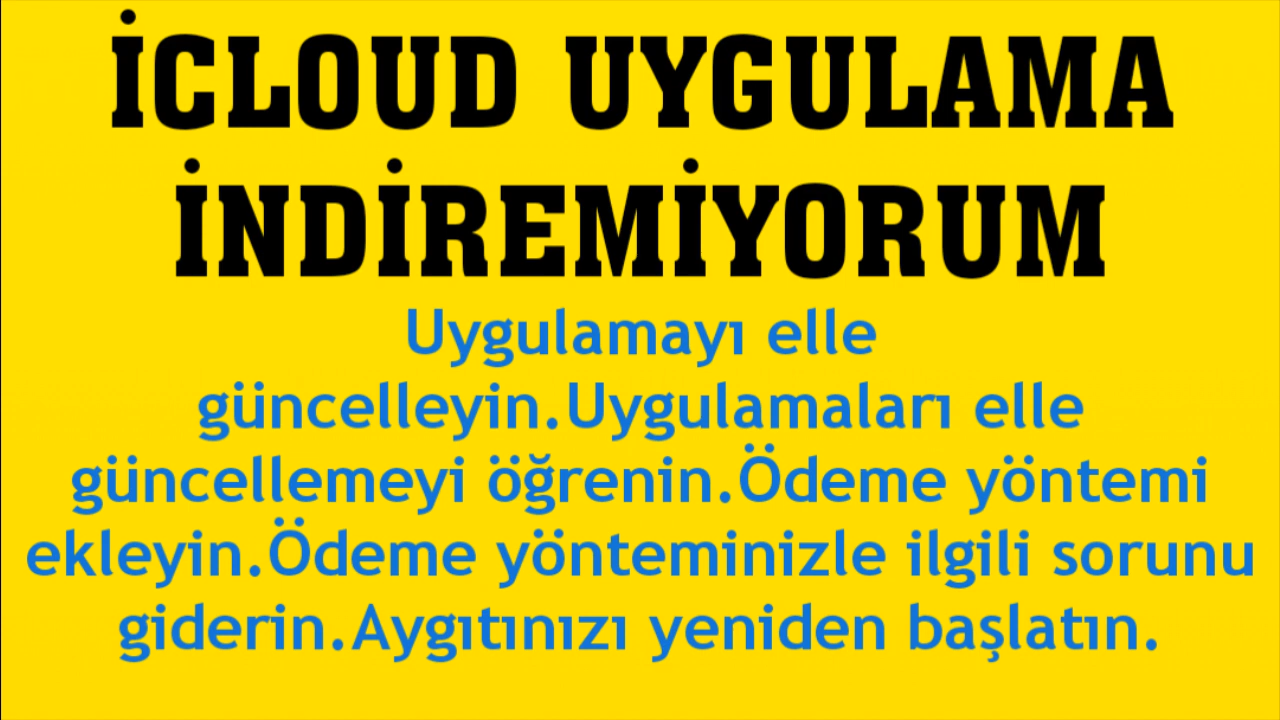 İCLOUD UYGULAMA
İNDİREMİYORUM
Uygulamayı elle
güncelleyin.Uygulamaları elle
güncellemeyi öğrenin.Ödeme yöntemi
ekleyin.Ödeme yönteminizle ilgili sorunu
giderin.Aygıtınızı yeniden başlatın.